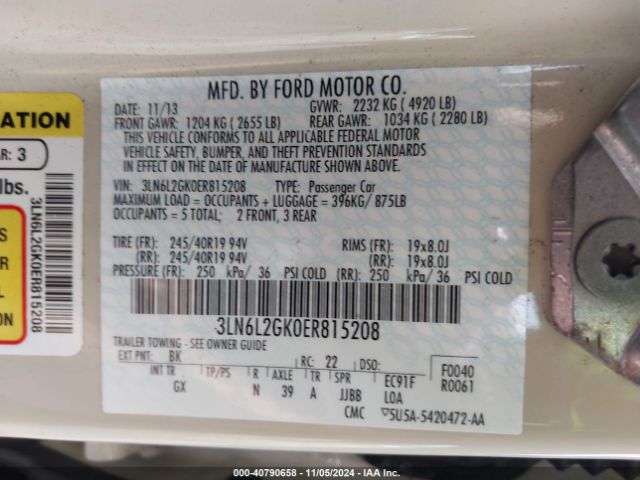 MFD. BY FORD MOTOR CO.
DATE: 11/13 GVWR: 2232 KG ( 4920 LB)
FRONT GAWR: 1204 KG ( 2655 LB) REAR GAWR: 1034 KG ( 2280 LB)
THIS VEHICLE CONFORMS TO ALL APPLICABLE FEDERAL MOTOR
VEHICLE SAFETY, BUMPER, AND THEFT PREVENTION STANDARDS
IN EFFECT ON THE DATE OF MANUFACTURE SHOWN ABOVE.
VIN: 3LN6L2GK0ER815208 TYPE: Passenger Car
MAXIMUM LOAD = OCCUPANTS + LUGGAGE = 396KG/ 875LB
OCCUPANTS = 5 TOTAL; 2 FRONT, 3 REAR
TIRE (FR): 245/40R19 94V RIMS (FR): 19x8.0J
(RR): 245/40R19 94V (RR): 19x8.0J
PRESSURE (FR): 250 kPa/ 36 PSI COLD (RR): 250 kPa/ 36 PSI COLD
3LN6L2GK0ER815208
TRAILER TOWING - SEE OWNER GUIDE
EXT PNT: BK RC: 22 DSO: F0040
INT TR TP/PS R AXLE TR SPR EC91F R0061
GX N 39 A JJBB LOA
CMC 5U5A-5420472-AA
ATION
AR: 3
lbs.
S
ER
L
ION
3LN6L2GK0ER815208
000-40790658 - 11/05/2024 - IAA Inc.